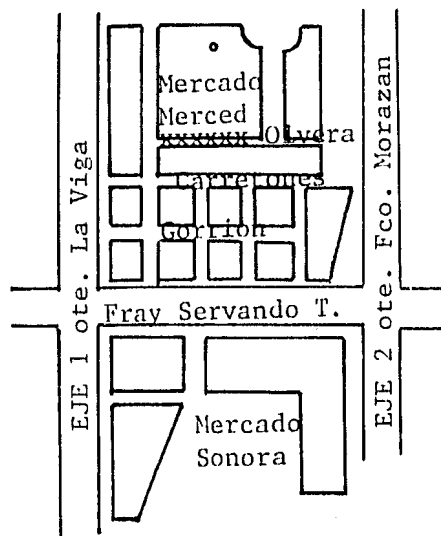 Mercado
Merced
xxxxxx Olvera
Carretones
Gorrion
Fray Servando T.
Mercado
Sonora
EJE 1 ote. La Viga
EJE 2 ote. Fco. Morazan